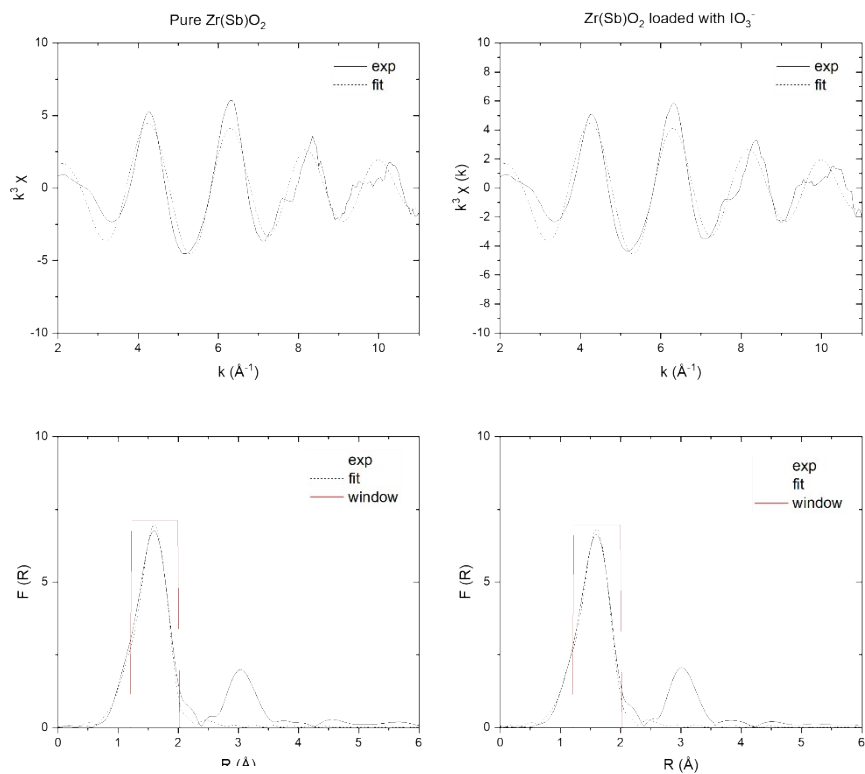 Pure Zr(Sb)O₂
10
exp
fit
5
k³ χ
0
-5
-10
2
4
6
8
10
k (Å⁻¹)
Zr(Sb)O₂ loaded with IO₃⁻
10
exp
8
fit
6
4
2
k³ χ (k)
0
-2
-4
-6
-8
-10
2
4
6
8
10
k (Å⁻¹)
10
exp
fit
window
F (R)
5
0
0
1
2
3
4
5
6
R (Å)
10
exp
fit
window
F (R)
5
0
0
1
2
3
4
5
6
R (Å)